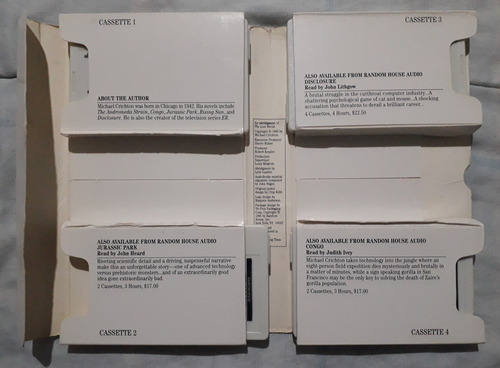 CASSETTE 1
ABOUT THE AUTHOR
Michael Crichton was born in Chicago in 1942. His novels include
The Andromeda Strain, Congo, Jurassic Park, Rising Sun, and
Disclosure. He is also the creator of the television series ER.
CASSETTE 3
ALSO AVAILABLE FROM RANDOM HOUSE AUDIO
DISCLOSURE
Read by John Lithgow
A brutal struggle in the cutthroat computer industry...A
shattering psychological game of cat and mouse...A shocking
accusation that threatens to derail a brilliant career...
4 Cassettes, 4 Hours, $22.50
ALSO AVAILABLE FROM RANDOM HOUSE AUDIO
JURASSIC PARK
Read by John Heard
Riveting scientific detail and a driving, suspenseful narrative
make this an unforgettable story—one of advanced technology
versus prehistoric monsters...and of an extraordinarily good
idea gone extraordinarily bad.
2 Cassettes, 3 Hours, $17.00
CASSETTE 2
ALSO AVAILABLE FROM RANDOM HOUSE AUDIO
CONGO
Read by Judith Ivey
Michael Crichton takes technology into the jungle where an
eight-person field expedition dies mysteriously and brutally in
a matter of minutes, while a sign speaking gorilla in San
Francisco may be the only key to solving the death of Zaire's
gorilla population.
2 Cassettes, 3 Hours, $17.00
CASSETTE 4